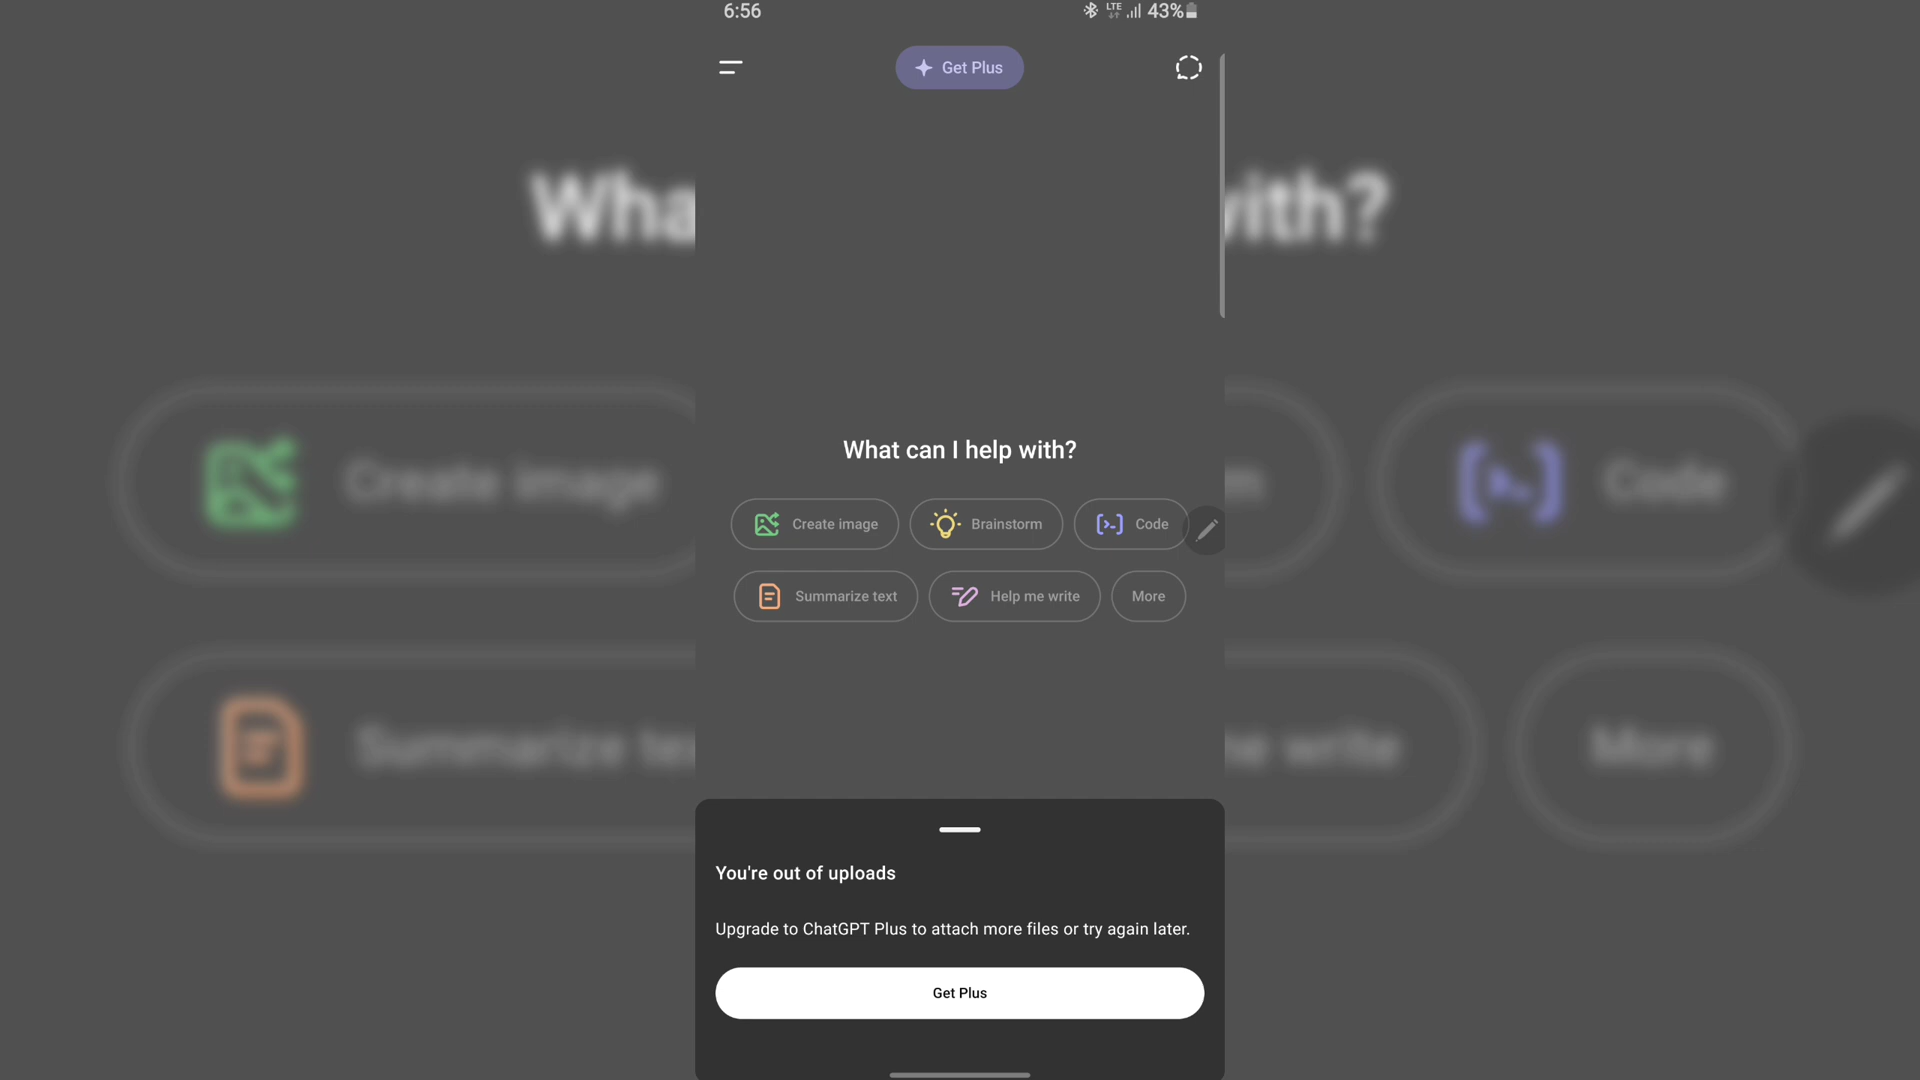 6:56
LTE
43%
Get Plus
What can I help with?
Create image
Brainstorm
Code
Summarize text
Help me write
More
You're out of uploads
Upgrade to ChatGPT Plus to attach more files or try again later.
Get Plus